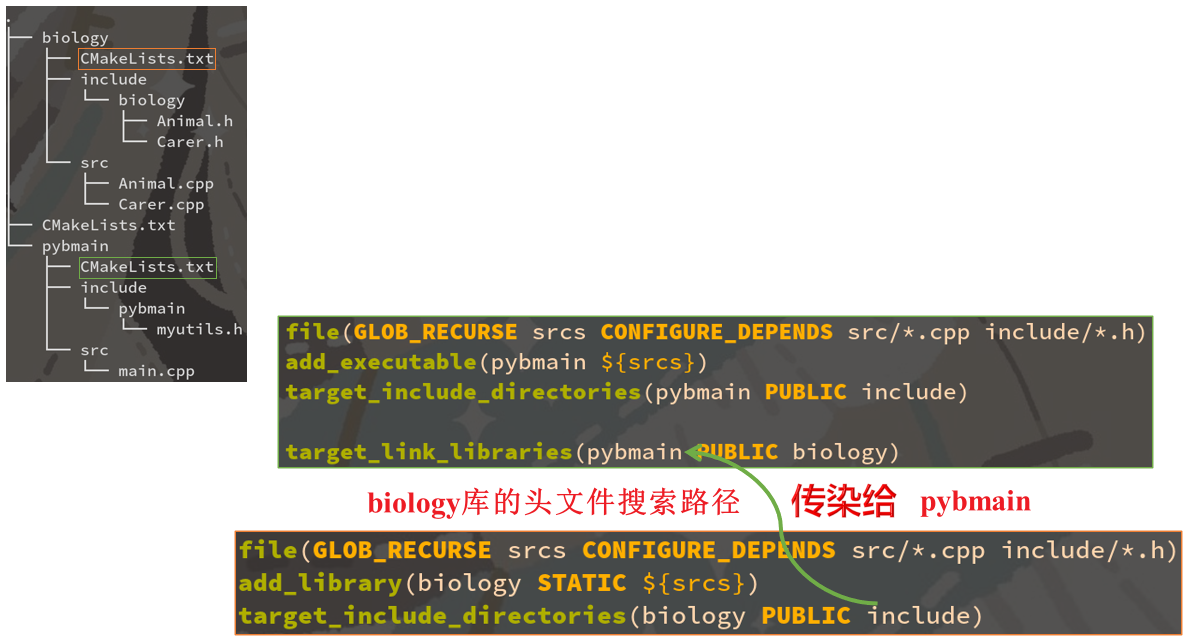 .
├── biology
│   ├── CMakeLists.txt
│   ├── include
│   │   └── biology
│   │       ├── Animal.h
│   │       └── Carer.h
│   └── src
│       ├── Animal.cpp
│       └── Carer.cpp
├── CMakeLists.txt
└── pybmain
    ├── CMakeLists.txt
    ├── include
    │   └── pybmain
    │       └── myutils.h
    └── src
        └── main.cpp
file(GLOB_RECURSE srcs CONFIGURE_DEPENDS src/*.cpp include/*.h)
add_executable(pybmain ${srcs})
target_include_directories(pybmain PUBLIC include)
target_link_libraries(pybmain PUBLIC biology)
biology库的头文件搜索路径 传染给 pybmain
file(GLOB_RECURSE srcs CONFIGURE_DEPENDS src/*.cpp include/*.h)
add_library(biology STATIC ${srcs})
target_include_directories(biology PUBLIC include)